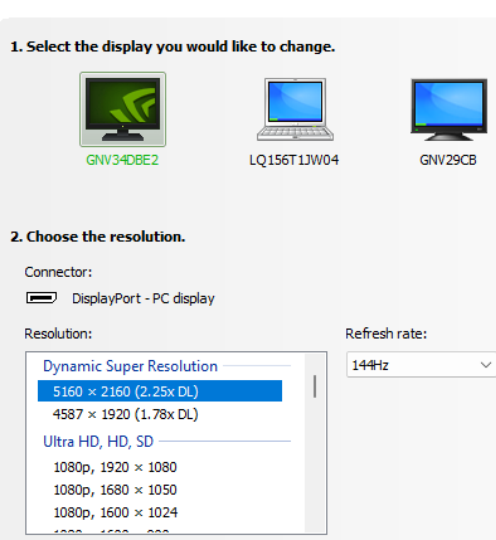 1. Select the display you would like to change.
GNV34DBE2 LQ156T1JW04 GNV29CB
2. Choose the resolution.
Connector:
DisplayPort - PC display
Resolution: Refresh rate:
Dynamic Super Resolution 144Hz
5160 × 2160 (2.25x DL)
4587 × 1920 (1.78x DL)
Ultra HD, HD, SD
1080p, 1920 × 1080
1080p, 1680 × 1050
1080p, 1600 × 1024